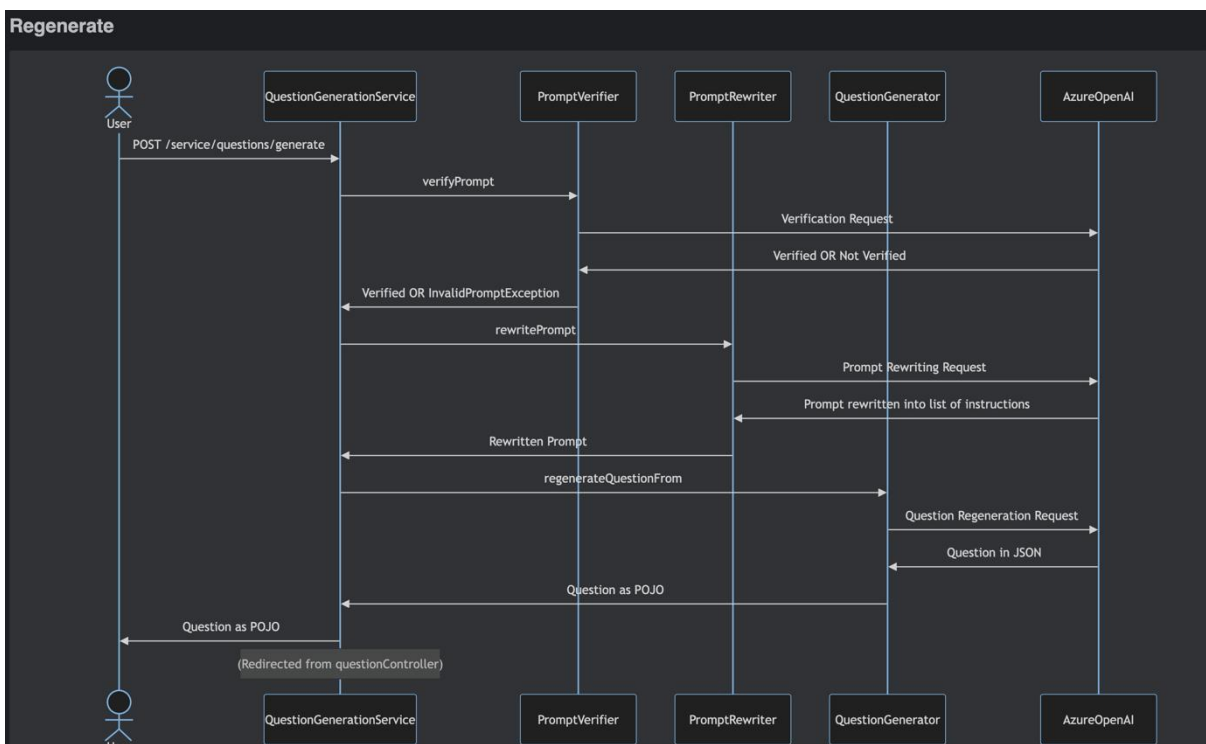 Regenerate
QuestionGenerationService PromptVerifier PromptRewriter QuestionGenerator AzureOpenAI
User
POST /service/questions/generate
verifyPrompt
Verification Request
Verified OR Not Verified
Verified OR InvalidPromptException
rewritePrompt
Prompt Rewriting Request
Prompt rewritten into list of instructions
Rewritten Prompt
regenerateQuestionFrom
Question Regeneration Request
Question in JSON
Question as POJO
Question as POJO
(Redirected from questionController)
QuestionGenerationService PromptVerifier PromptRewriter QuestionGenerator AzureOpenAI